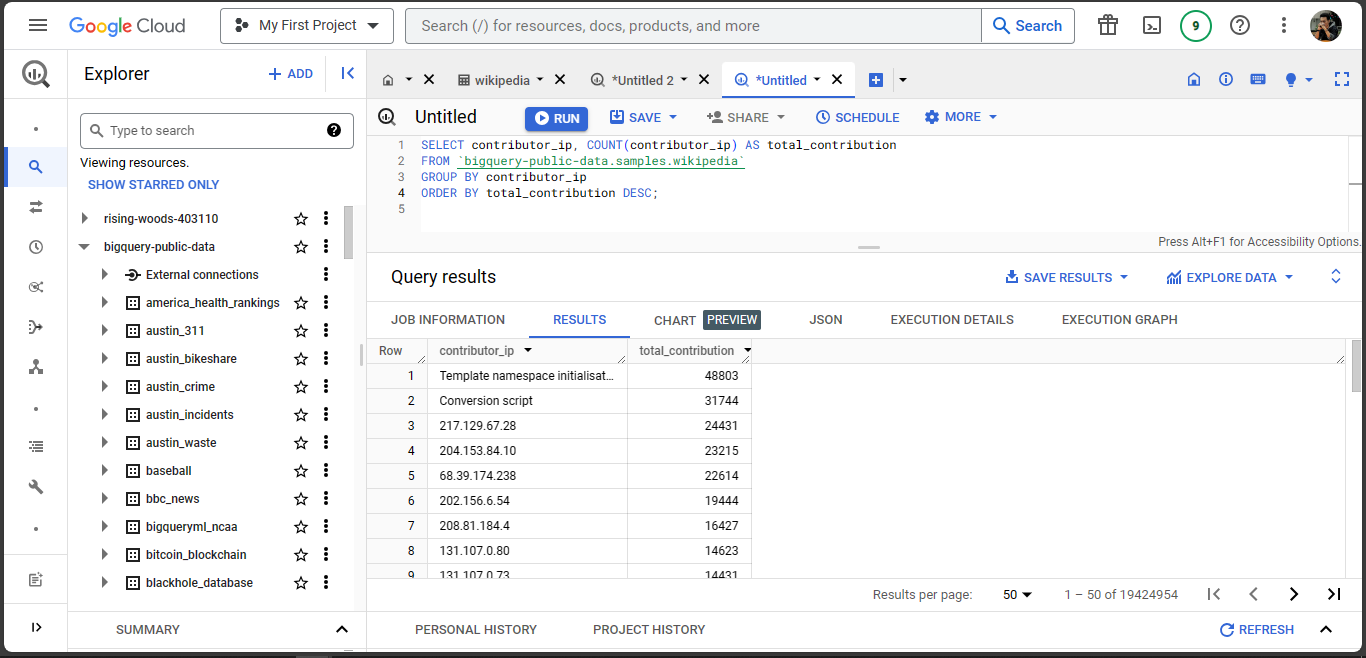 Google Cloud
My First Project
Search (/) for resources, docs, products, and more
Search
9
Explorer
+ ADD
wikipedia
*Untitled 2
*Untitled
Untitled
RUN
SAVE
SHARE
SCHEDULE
MORE
Type to search
Viewing resources.
SHOW STARRED ONLY
rising-woods-403110
bigquery-public-data
External connections
america_health_rankings
austin_311
austin_bikeshare
austin_crime
austin_incidents
austin_waste
baseball
bbc_news
bigqueryml_ncaa
bitcoin_blockchain
blackhole_database
SUMMARY
1 SELECT contributor_ip, COUNT(contributor_ip) AS total_contribution
2 FROM `bigquery-public-data.samples.wikipedia`
3 GROUP BY contributor_ip
4 ORDER BY total_contribution DESC;
5
Press Alt+F1 for Accessibility Options.
Query results
SAVE RESULTS
EXPLORE DATA
JOB INFORMATION
RESULTS
CHART PREVIEW
JSON
EXECUTION DETAILS
EXECUTION GRAPH
Row contributor_ip total_contribution
1 Template namespace initialisat... 48803
2 Conversion script 31744
3 217.129.67.28 24431
4 204.153.84.10 23215
5 68.39.174.238 22614
6 202.156.6.54 19444
7 208.81.184.4 16427
8 131.107.0.80 14623
9 131.107.0.73 14431
Results per page: 50 1 – 50 of 19424954
PERSONAL HISTORY
PROJECT HISTORY
REFRESH